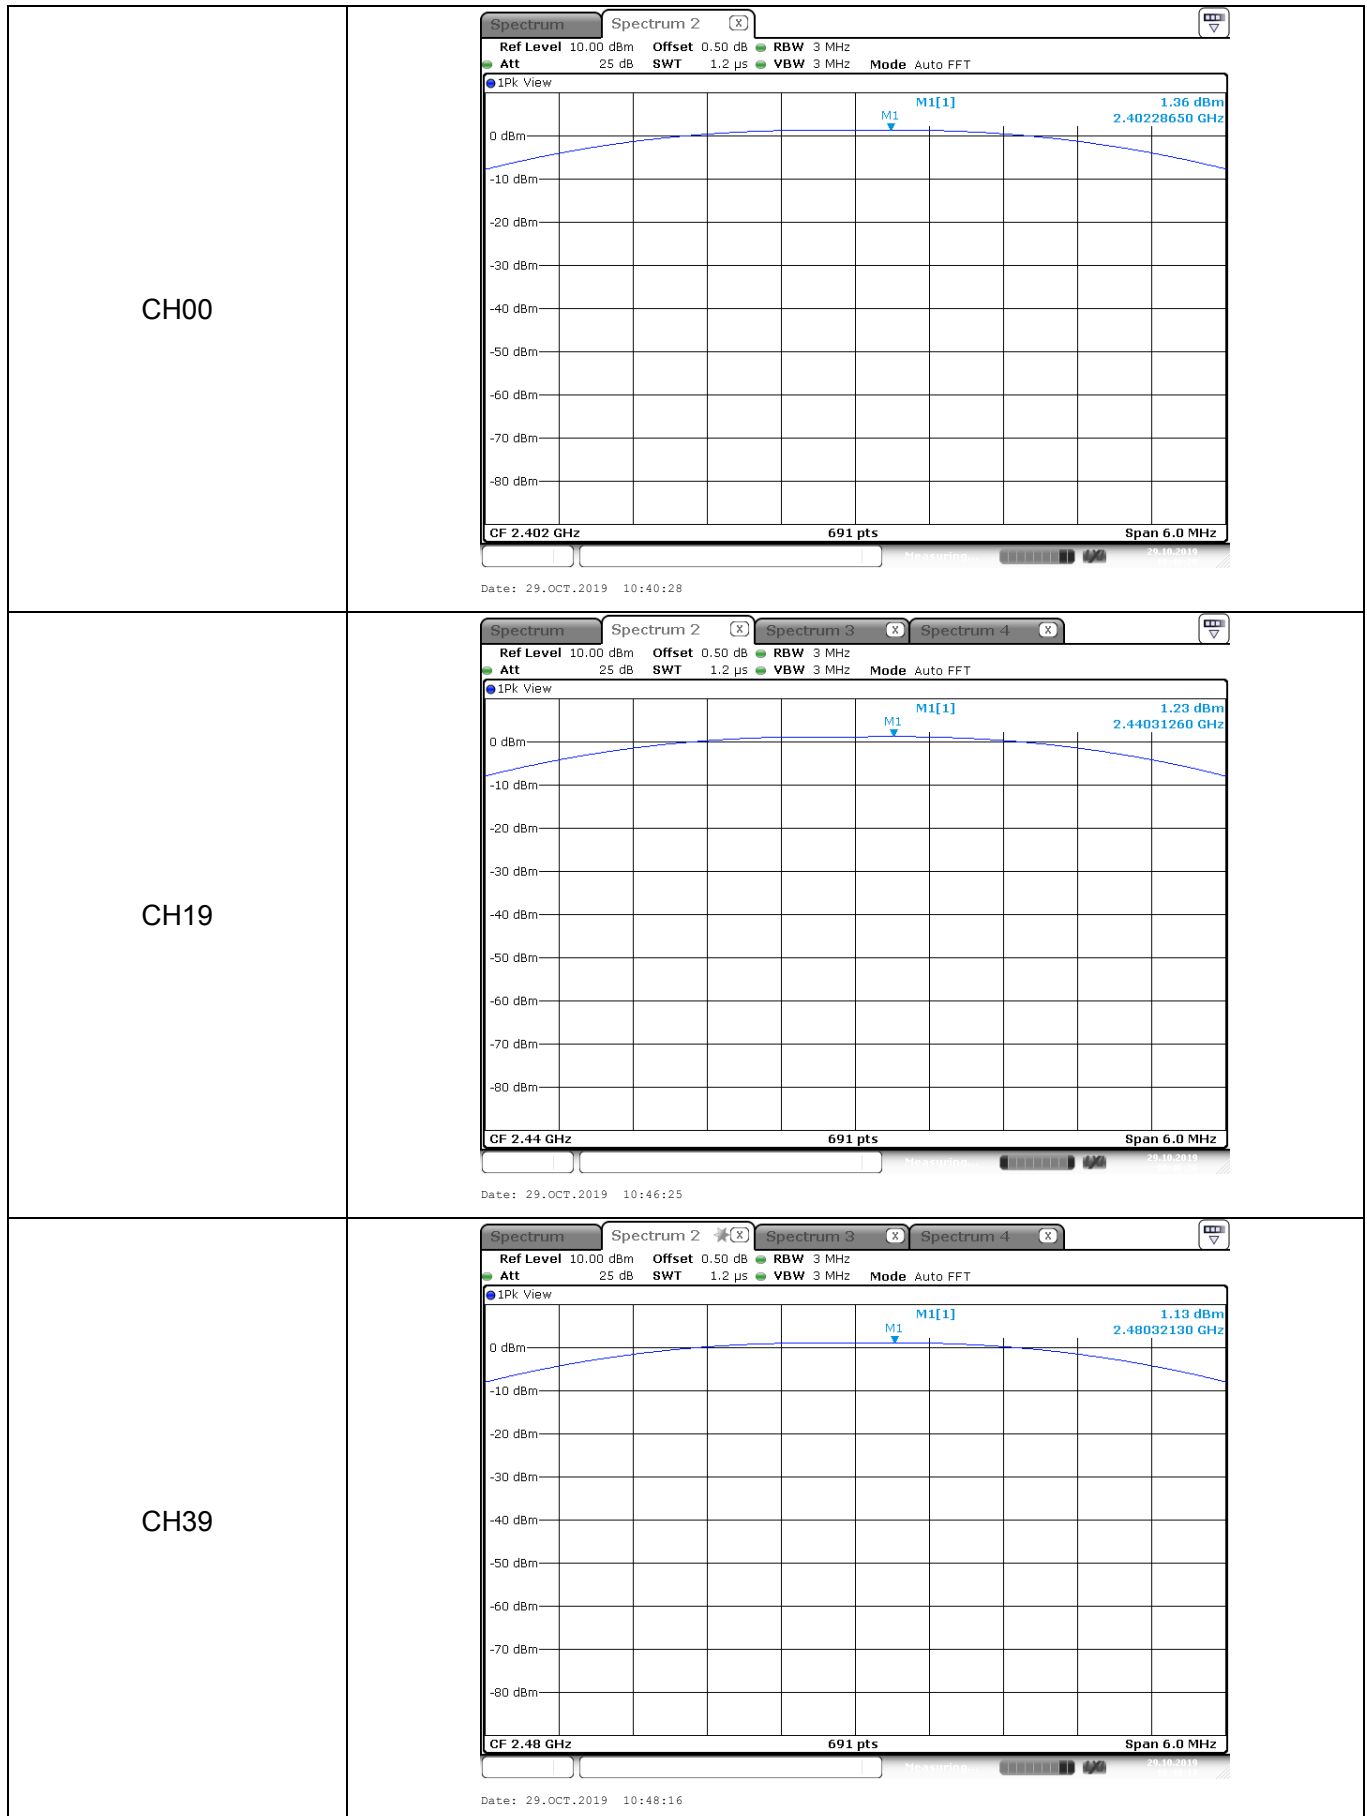 CH00
Spectrum Spectrum 2 X
Ref Level 10.00 dBm Offset 0.50 dB RBW 3 MHz
Att 25 dB SWT 1.2 µs VBW 3 MHz Mode Auto FFT
1Pk View
M1[1] 1.36 dBm
M1 2.40228650 GHz
0 dBm
-10 dBm
-20 dBm
-30 dBm
-40 dBm
-50 dBm
-60 dBm
-70 dBm
-80 dBm
CF 2.402 GHz 691 pts Span 6.0 MHz
Measuring... 29.10.2019
Date: 29.OCT.2019 10:40:28
CH19
Spectrum Spectrum 2 X Spectrum 3 X Spectrum 4 X
Ref Level 10.00 dBm Offset 0.50 dB RBW 3 MHz
Att 25 dB SWT 1.2 µs VBW 3 MHz Mode Auto FFT
1Pk View
M1[1] 1.23 dBm
M1 2.44031260 GHz
0 dBm
-10 dBm
-20 dBm
-30 dBm
-40 dBm
-50 dBm
-60 dBm
-70 dBm
-80 dBm
CF 2.44 GHz 691 pts Span 6.0 MHz
Measuring... 29.10.2019
Date: 29.OCT.2019 10:46:25
CH39
Spectrum Spectrum 2 X Spectrum 3 X Spectrum 4 X
Ref Level 10.00 dBm Offset 0.50 dB RBW 3 MHz
Att 25 dB SWT 1.2 µs VBW 3 MHz Mode Auto FFT
1Pk View
M1[1] 1.13 dBm
M1 2.48032130 GHz
0 dBm
-10 dBm
-20 dBm
-30 dBm
-40 dBm
-50 dBm
-60 dBm
-70 dBm
-80 dBm
CF 2.48 GHz 691 pts Span 6.0 MHz
Measuring... 29.10.2019
Date: 29.OCT.2019 10:48:16